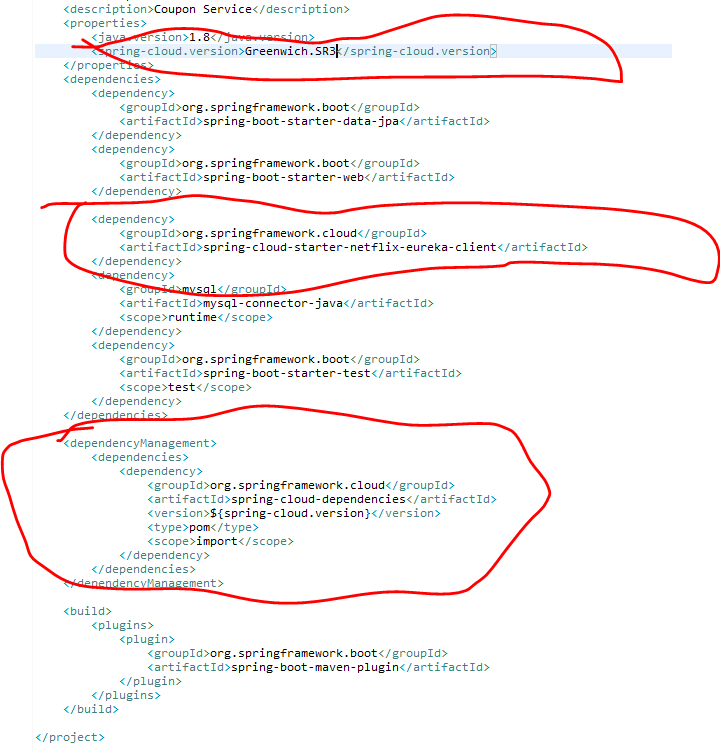 <description>Coupon Service</description>
<properties>
<java.version>1.8</java.version>
<spring-cloud.version>Greenwich.SR3</spring-cloud.version>
</properties>
<dependencies>
<dependency>
<groupId>org.springframework.boot</groupId>
<artifactId>spring-boot-starter-data-jpa</artifactId>
</dependency>
<dependency>
<groupId>org.springframework.boot</groupId>
<artifactId>spring-boot-starter-web</artifactId>
</dependency>
<dependency>
<groupId>org.springframework.cloud</groupId>
<artifactId>spring-cloud-starter-netflix-eureka-client</artifactId>
</dependency>
<dependency>
<groupId>mysql</groupId>
<artifactId>mysql-connector-java</artifactId>
<scope>runtime</scope>
</dependency>
<dependency>
<groupId>org.springframework.boot</groupId>
<artifactId>spring-boot-starter-test</artifactId>
<scope>test</scope>
</dependency>
</dependencies>
<dependencyManagement>
<dependencies>
<dependency>
<groupId>org.springframework.cloud</groupId>
<artifactId>spring-cloud-dependencies</artifactId>
<version>${spring-cloud.version}</version>
<type>pom</type>
<scope>import</scope>
</dependency>
</dependencies>
</dependencyManagement>
<build>
<plugins>
<plugin>
<groupId>org.springframework.boot</groupId>
<artifactId>spring-boot-maven-plugin</artifactId>
</plugin>
</plugins>
</build>
</project>